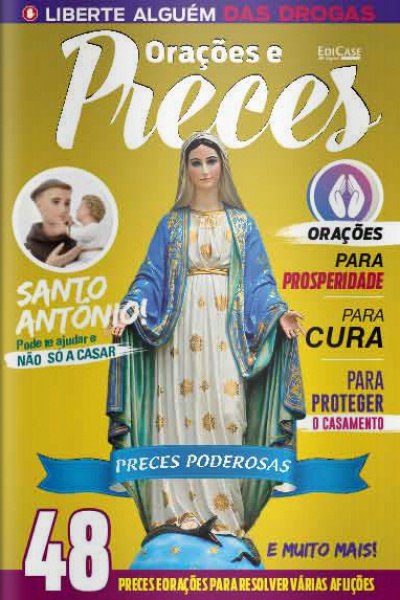 LIBERTE ALGUÉM DAS DROGAS
Orações e
Preces
EDICASE
SANTO
ANTÔNIO!
Pode te ajudar e
NÃO SÓ A CASAR
ORAÇÕES
PARA
PROSPERIDADE
PARA
CURA
PARA
PROTEGER
O CASAMENTO
PRECES PODEROSAS
48
E MUITO MAIS!
PRECES E ORAÇÕES PARA RESOLVER VÁRIAS AFLIÇÕES